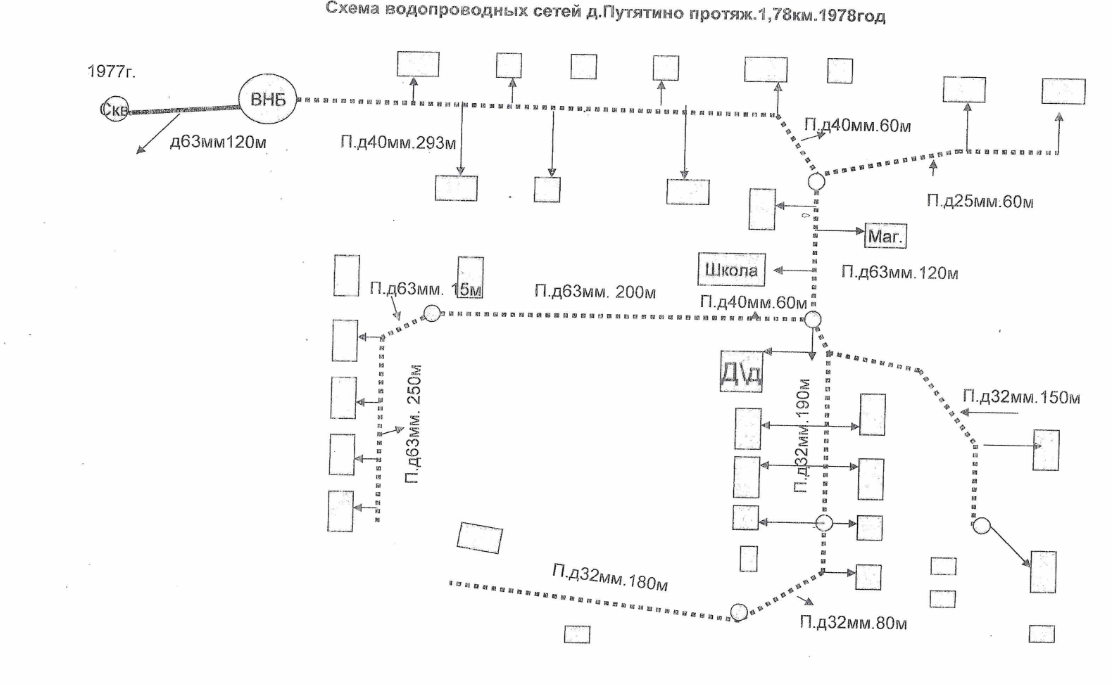 Схема водопроводных сетей д.Путятино протяж.1,78км.1978год
1977г.
Скв
ВНБ
д63мм120м
П.д40мм.293м
П.д40мм.60м
П.д25мм.60м
Маг.
Школа
П.д63мм.120м
П.д63мм. 15м
П.д63мм. 200м
П.д40мм.60м
Д\д
П.д63мм. 250м
П.д32мм.190м
П.д32мм.150м
П.д32мм.180м
П.д32мм.80м